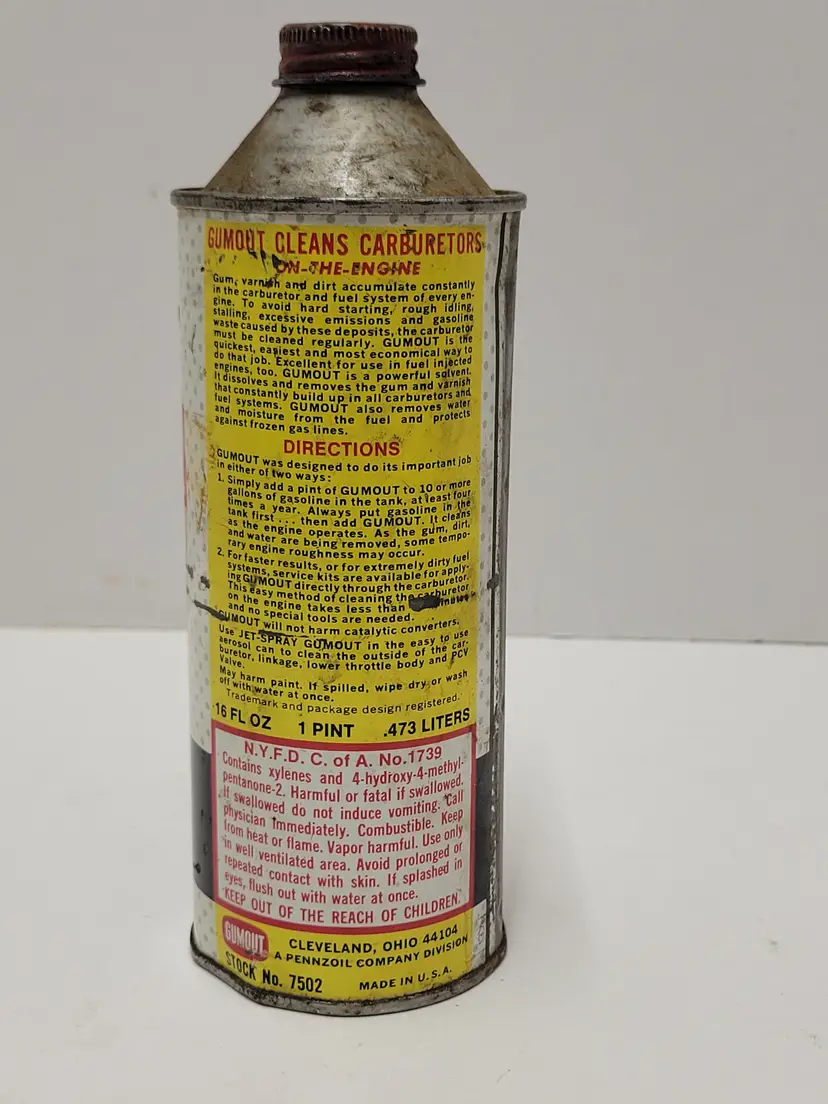 GUMOUT CLEANS CARBURETORS
ON-THE-ENGINE
Gum, varnish and dirt accumulate constantly
in the carburetor and fuel system of every en-
gine. To avoid hard starting, rough idling,
stalling, excessive emissions and gasoline
waste caused by these deposits, the carburetor
must be cleaned regularly. GUMOUT is the
quickest, easiest and most economical way to
do that job. Excellent for use in fuel injected
engines, too. GUMOUT is a powerful solvent.
It dissolves and removes the gum and varnish
that constantly build up in all carburetors and
fuel systems. GUMOUT also removes water
and moisture from the fuel and protects
against frozen gas lines.
DIRECTIONS
GUMOUT was designed to do its important job
in either of two ways:
1. Simply add a pint of GUMOUT to 10 or more
gallons of gasoline in the tank, at least four
times a year. Always put gasoline in the
tank first . . . then add GUMOUT. It cleans
as the engine operates. As the gum, dirt,
and water are being removed, some tempo-
rary engine roughness may occur.
2. For faster results, or for extremely dirty fuel
systems, service kits are available for apply-
ing GUMOUT directly through the carburetor.
This easy method of cleaning the carburetor
on the engine takes less than minutes
and no special tools are needed.
GUMOUT will not harm catalytic converters.
Use JET-SPRAY GUMOUT in the easy to use
aerosol can to clean the outside of the car-
buretor, linkage, lower throttle body and PCV
Valve.
May harm paint. If spilled, wipe dry or wash
off with water at once.
Trademark and package design registered.
16 FL OZ 1 PINT .473 LITERS
N.Y.F.D. C. of A. No.1739
Contains xylenes and 4-hydroxy-4-methyl-
pentanone-2. Harmful or fatal if swallowed.
If swallowed do not induce vomiting. Call
physician immediately. Combustible. Keep
from heat or flame. Vapor harmful. Use only
in well ventilated area. Avoid prolonged or
repeated contact with skin. If splashed in
eyes, flush out with water at once.
KEEP OUT OF THE REACH OF CHILDREN.
GUMOUT
CLEVELAND, OHIO 44104
A PENNZOIL COMPANY DIVISION
STOCK No. 7502 MADE IN U.S.A.